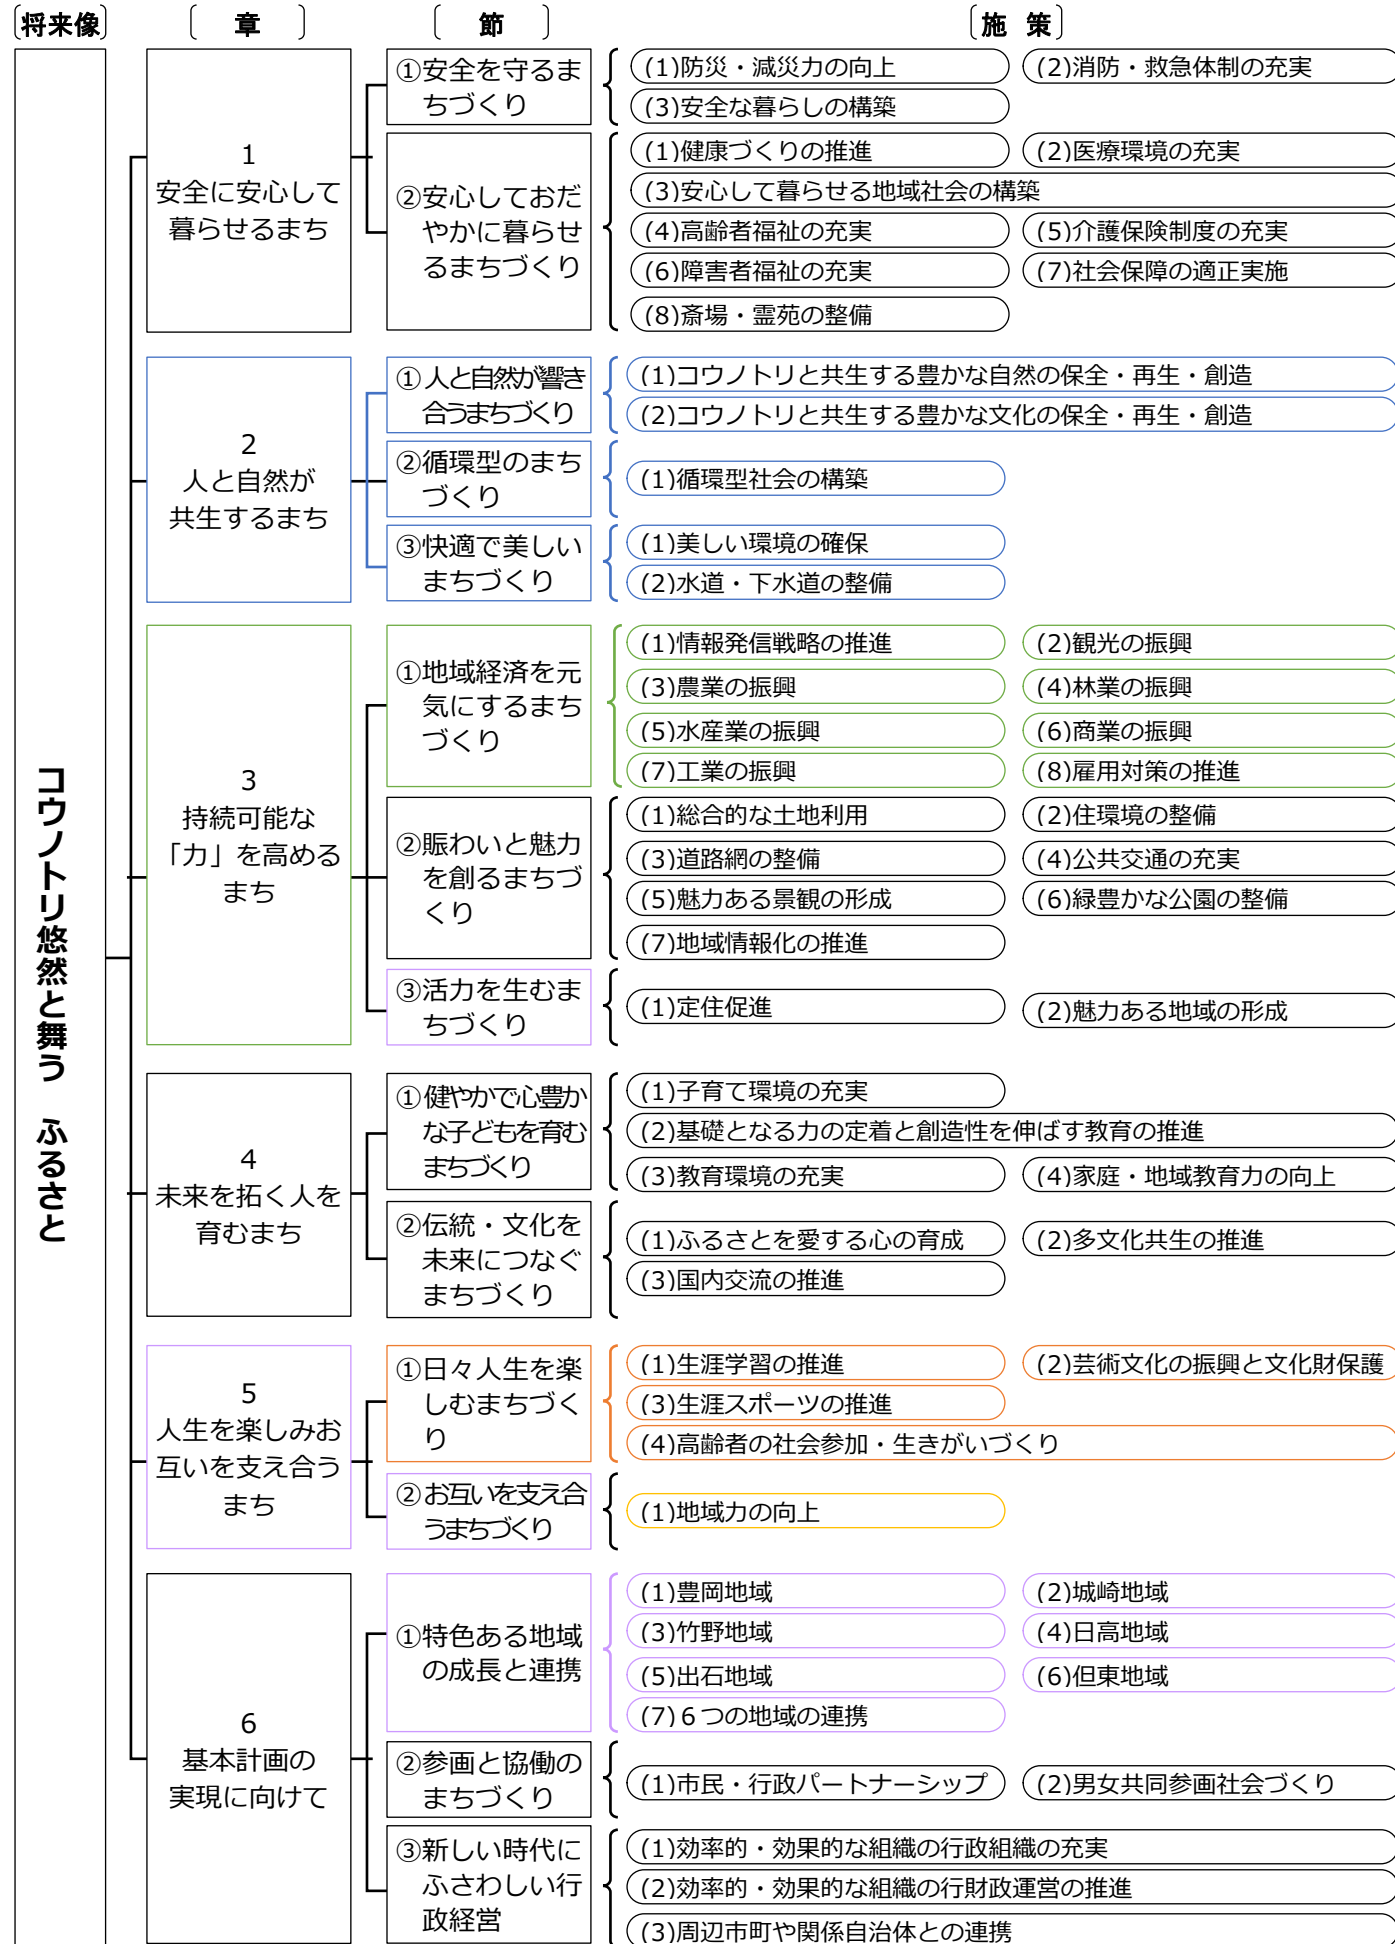 〔将来像〕
〔 章 〕
〔 節 〕
〔施 策〕
コウノトリ悠然と舞う ふるさと
1
安全に安心して
暮らせるまち
①安全を守るま
ちづくり
(1)防災・減災力の向上
(2)消防・救急体制の充実
(3)安全な暮らしの構築
②安心しておだ
やかに暮らせ
るまちづくり
(1)健康づくりの推進
(2)医療環境の充実
(3)安心して暮らせる地域社会の構築
(4)高齢者福祉の充実
(5)介護保険制度の充実
(6)障害者福祉の充実
(7)社会保障の適正実施
(8)斎場・霊苑の整備
2
人と自然が
共生するまち
①人と自然が響き
合うまちづくり
(1)コウノトリと共生する豊かな自然の保全・再生・創造
(2)コウノトリと共生する豊かな文化の保全・再生・創造
②循環型のまち
づくり
(1)循環型社会の構築
③快適で美しい
まちづくり
(1)美しい環境の確保
(2)水道・下水道の整備
3
持続可能な
「力」を高める
まち
①地域経済を元
気にするまち
づくり
(1)情報発信戦略の推進
(2)観光の振興
(3)農業の振興
(4)林業の振興
(5)水産業の振興
(6)商業の振興
(7)工業の振興
(8)雇用対策の推進
②賑わいと魅力
を創るまちづ
くり
(1)総合的な土地利用
(2)住環境の整備
(3)道路網の整備
(4)公共交通の充実
(5)魅力ある景観の形成
(6)緑豊かな公園の整備
(7)地域情報化の推進
③活力を生むま
ちづくり
(1)定住促進
(2)魅力ある地域の形成
4
未来を拓く人を
育むまち
①健やかで心豊か
な子どもを育む
まちづくり
(1)子育て環境の充実
(2)基礎となる力の定着と創造性を伸ばす教育の推進
(3)教育環境の充実
(4)家庭・地域教育力の向上
②伝統・文化を
未来につなぐ
まちづくり
(1)ふるさとを愛する心の育成
(2)多文化共生の推進
(3)国内交流の推進
5
人生を楽しみお
互いを支え合う
まち
①日々人生を楽
しむまちづく
り
(1)生涯学習の推進
(2)芸術文化の振興と文化財保護
(3)生涯スポーツの推進
(4)高齢者の社会参加・生きがいづくり
②お互いを支え合
うまちづくり
(1)地域力の向上
6
基本計画の
実現に向けて
①特色ある地域
の成長と連携
(1)豊岡地域
(2)城崎地域
(3)竹野地域
(4)日高地域
(5)出石地域
(6)但東地域
(7)６つの地域の連携
②参画と協働の
まちづくり
(1)市民・行政パートナーシップ
(2)男女共同参画社会づくり
③新しい時代に
ふさわしい行
政経営
(1)効率的・効果的な組織の行政組織の充実
(2)効率的・効果的な組織の行財政運営の推進
(3)周辺市町や関係自治体との連携